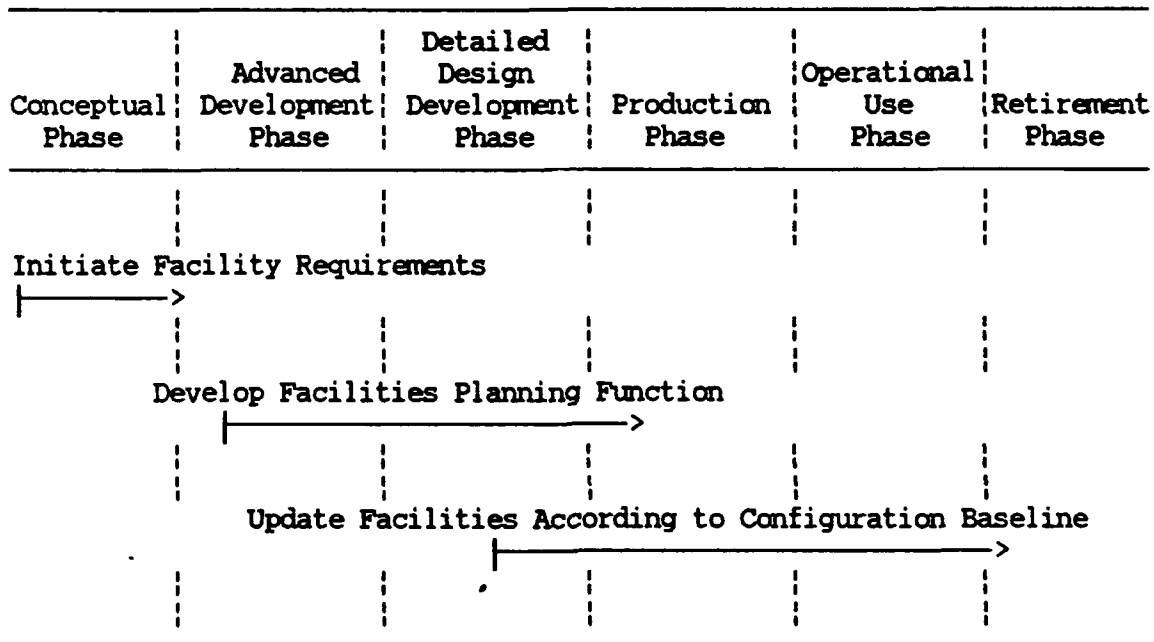 Conceptual Phase
Advanced Development Phase
Detailed Design Development Phase
Production Phase
Operational Use Phase
Retirement Phase
Initiate Facility Requirements
Develop Facilities Planning Function
Update Facilities According to Configuration Baseline